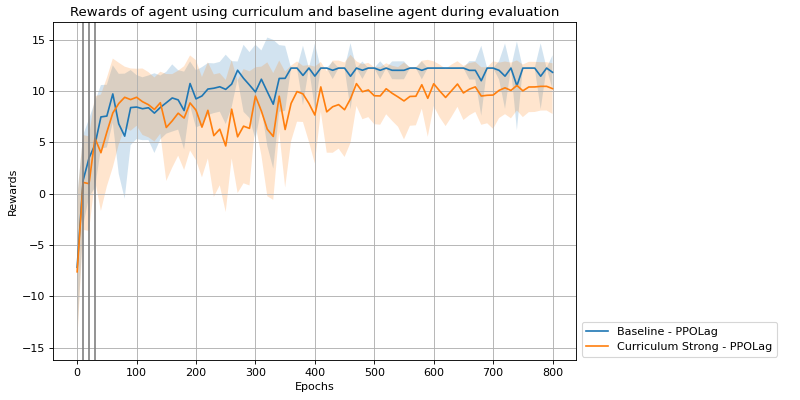 Rewards of agent using curriculum and baseline agent during evaluation
15
10
5
0
−5
−10
−15
Rewards
0 100 200 300 400 500 600 700 800
Epochs
Baseline - PPOLag
Curriculum Strong - PPOLag